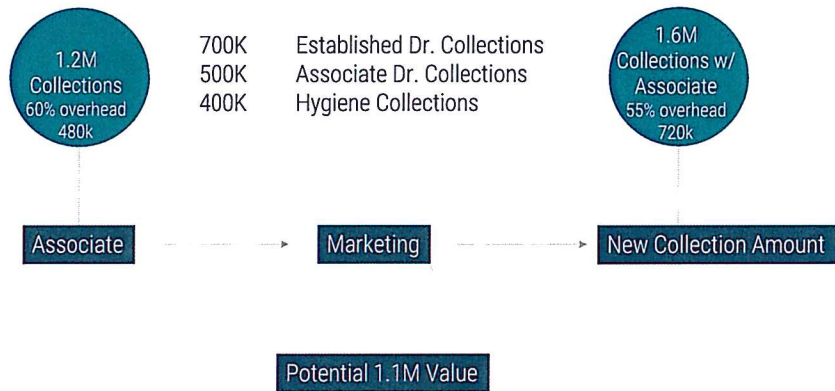 1.2M
Collections
60% overhead
480k
700K Established Dr. Collections
500K Associate Dr. Collections
400K Hygiene Collections
1.6M
Collections w/
Associate
55% overhead
720k
Associate
Marketing
New Collection Amount
Potential 1.1M Value